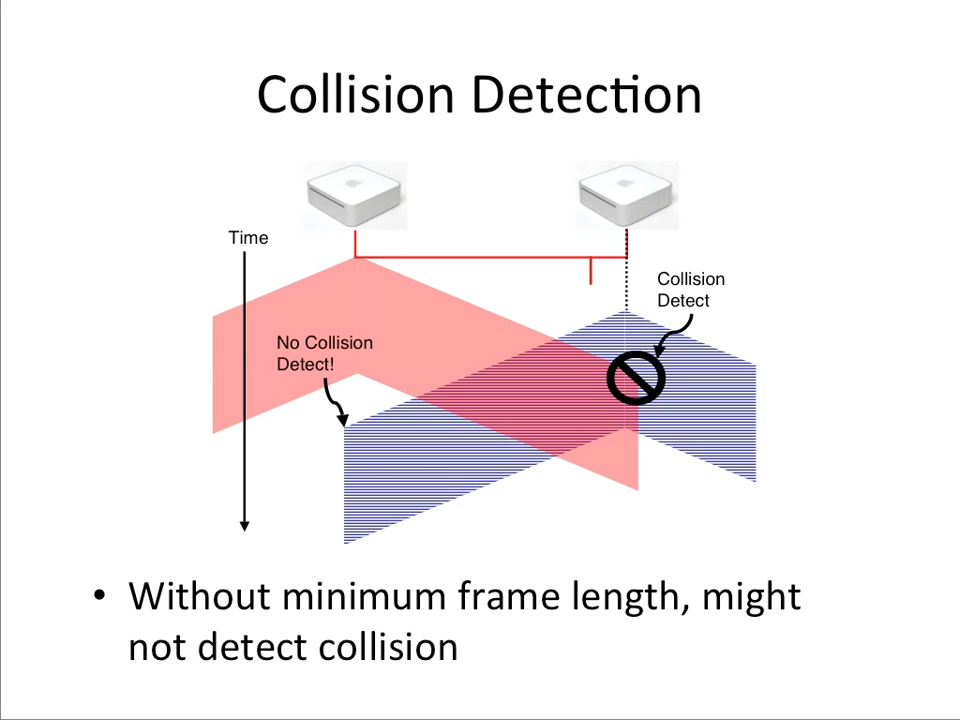 Collision Detection
Time
Collision
Detect
No Collision
Detect!
• Without minimum frame length, might
not detect collision